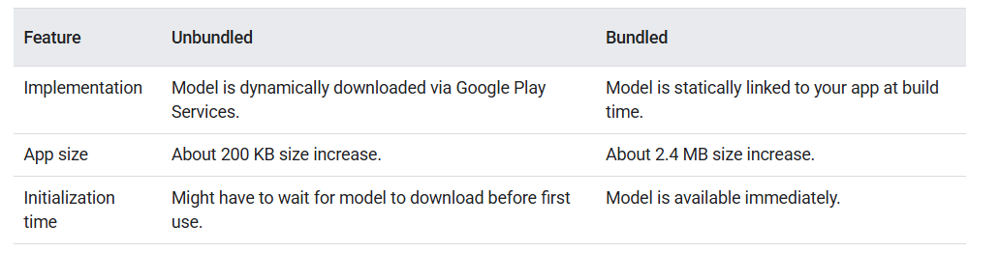 Feature Unbundled Bundled
Implementation Model is dynamically downloaded via Google Play Model is statically linked to your app at build
Services. time.
App size About 200 KB size increase. About 2.4 MB size increase.
Initialization Might have to wait for model to download before first Model is available immediately.
time use.